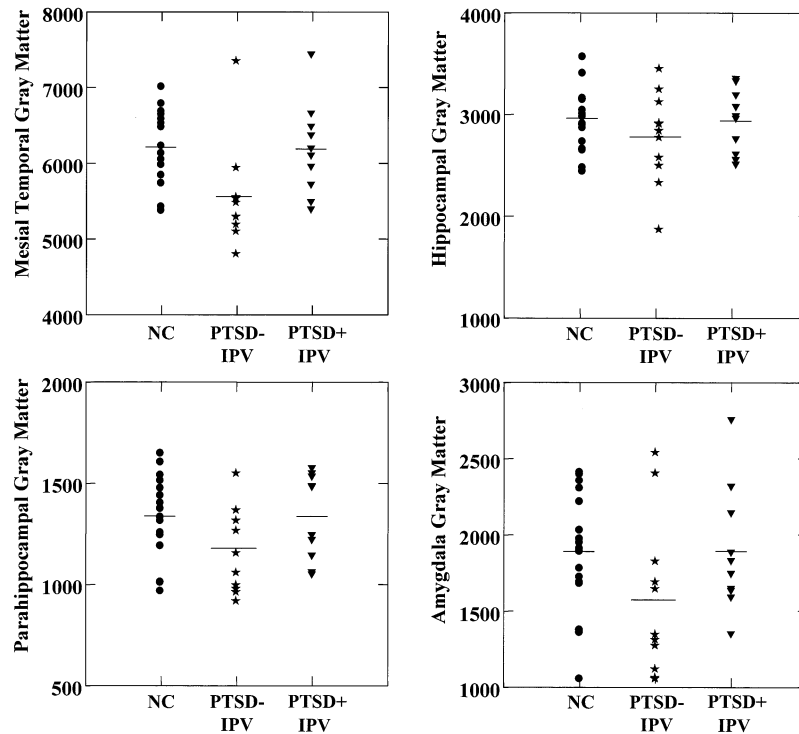 Mesial Temporal Gray Matter
8000
7000
6000
5000
4000
NC
PTSD-
IPV
PTSD+
IPV
Hippocampal Gray Matter
4000
3000
2000
1000
NC
PTSD-
IPV
PTSD+
IPV
Parahippocampal Gray Matter
2000
1500
1000
500
NC
PTSD-
IPV
PTSD+
IPV
Amygdala Gray Matter
3000
2500
2000
1500
1000
NC
PTSD-
IPV
PTSD+
IPV